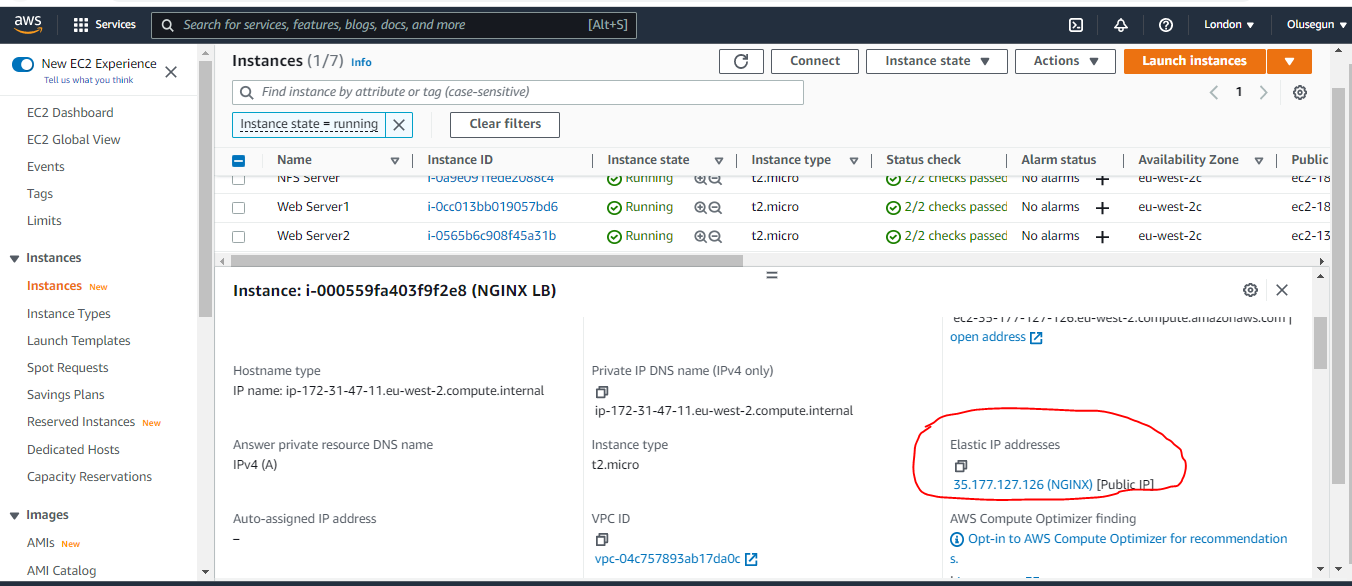 aws Services Search for services, features, blogs, docs, and more [Alt+S] London Olusegun
New EC2 Experience
Tell us what you think
EC2 Dashboard
EC2 Global View
Events
Tags
Limits
Instances
Instances New
Instance Types
Launch Templates
Spot Requests
Savings Plans
Reserved Instances New
Dedicated Hosts
Capacity Reservations
Images
AMIs New
AMI Catalog
Instances (1/7) Info Connect Instance state Actions Launch instances
Find instance by attribute or tag (case-sensitive) 1
Instance state = running Clear filters
Name Instance ID Instance state Instance type Status check Alarm status Availability Zone Public
NFS Server i-0a9e091fede2088c4 Running t2.micro 2/2 checks passed No alarms eu-west-2c ec2-18
Web Server1 i-0cc013bb019057bd6 Running t2.micro 2/2 checks passed No alarms eu-west-2c ec2-18
Web Server2 i-0565b6c908f45a31b Running t2.micro 2/2 checks passed No alarms eu-west-2c ec2-13
Instance: i-000559fa403f9f2e8 (NGINX LB)
ec2-35-177-127-126.eu-west-2.compute.amazonaws.com |
open address
Hostname type
IP name: ip-172-31-47-11.eu-west-2.compute.internal
Private IP DNS name (IPv4 only)
ip-172-31-47-11.eu-west-2.compute.internal
Answer private resource DNS name
IPv4 (A)
Instance type
t2.micro
Elastic IP addresses
35.177.127.126 (NGINX) [Public IP]
Auto-assigned IP address
–
VPC ID
vpc-04c757893ab17da0c
AWS Compute Optimizer finding
Opt-in to AWS Compute Optimizer for recommendation
s.